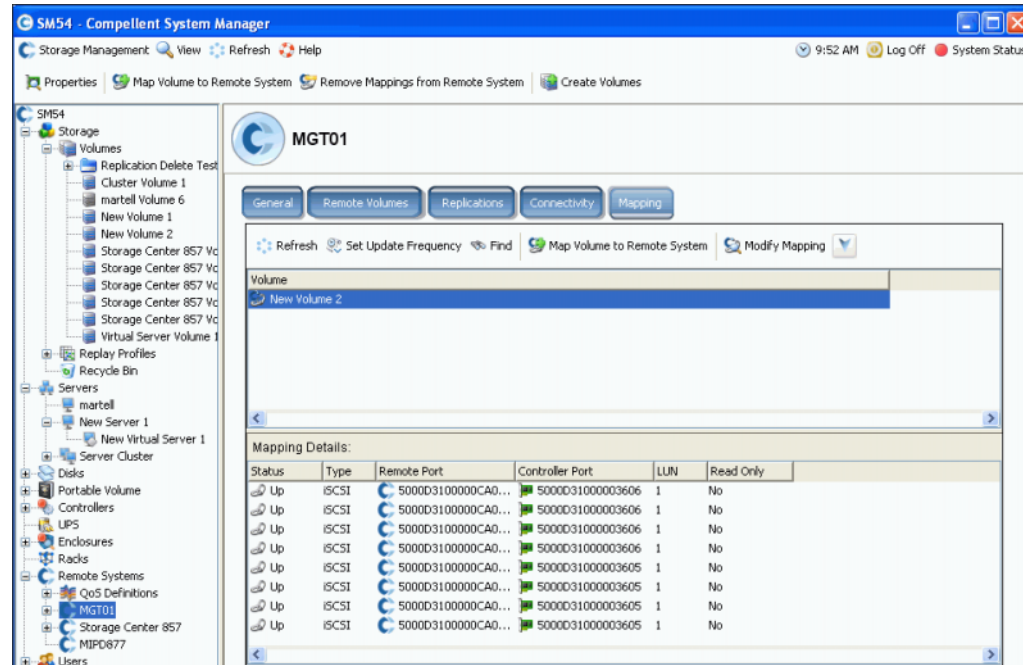 SM54 - Compellent System Manager
Storage Management View Refresh Help 9:52 AM Log Off System Status
Properties Map Volume to Remote System Remove Mappings from Remote System Create Volumes
SM54
Storage
Volumes
Replication Delete Test
Cluster Volume 1
martell Volume 6
New Volume 1
New Volume 2
Storage Center 857 Vo
Storage Center 857 Vo
Storage Center 857 Vo
Storage Center 857 Vo
Storage Center 857 Vo
Virtual Server Volume 1
Replay Profiles
Recycle Bin
Servers
martell
New Server 1
New Virtual Server 1
Server Cluster
Disks
Portable Volume
Controllers
UPS
Enclosures
Racks
Remote Systems
QoS Definitions
MGT01
Storage Center 857
MIPD877
Users
MGT01
General Remote Volumes Replications Connectivity Mapping
Refresh Set Update Frequency Find Map Volume to Remote System Modify Mapping
Volume
New Volume 2
Mapping Details:
Status Type Remote Port Controller Port LUN Read Only
Up iSCSI 5000D3100000CA0... 5000D31000003606 1 No
Up iSCSI 5000D3100000CA0... 5000D31000003606 1 No
Up iSCSI 5000D3100000CA0... 5000D31000003606 1 No
Up iSCSI 5000D3100000CA0... 5000D31000003606 1 No
Up iSCSI 5000D3100000CA0... 5000D31000003605 1 No
Up iSCSI 5000D3100000CA0... 5000D31000003605 1 No
Up iSCSI 5000D3100000CA0... 5000D31000003605 1 No
Up iSCSI 5000D3100000CA0... 5000D31000003605 1 No